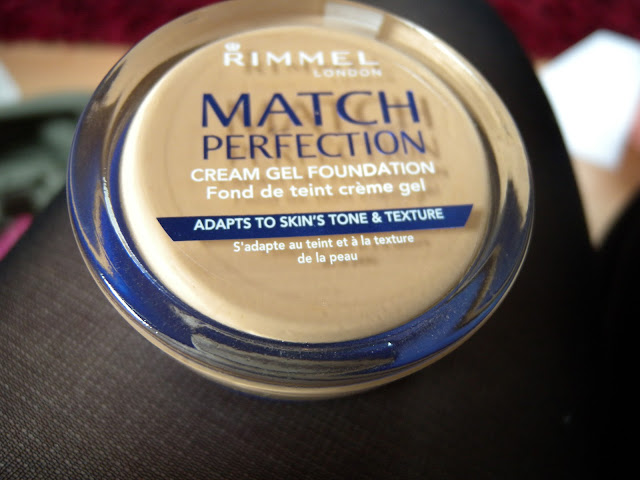 RIMMEL
LONDON
MATCH
PERFECTION
CREAM GEL FOUNDATION
Fond de teint crème gel
ADAPTS TO SKIN'S TONE & TEXTURE
S'adapte au teint et à la texture
de la peau